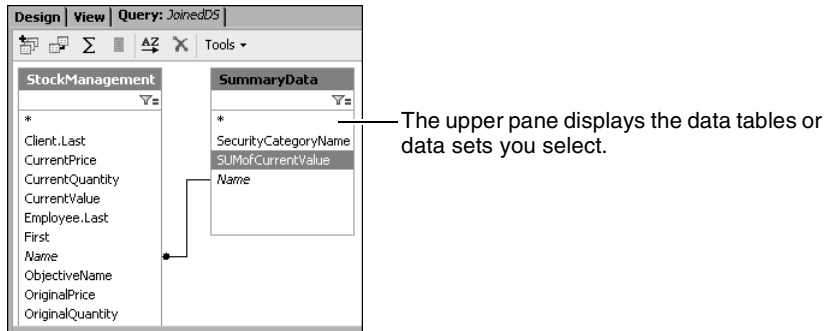 Design | View | Query: JoinedDS
Tools
StockManagement
*
Client.Last
CurrentPrice
CurrentQuantity
CurrentValue
Employee.Last
First
Name
ObjectiveName
OriginalPrice
OriginalQuantity
SummaryData
*
SecurityCategoryName
SUMofCurrentValue
Name
The upper pane displays the data tables or
data sets you select.